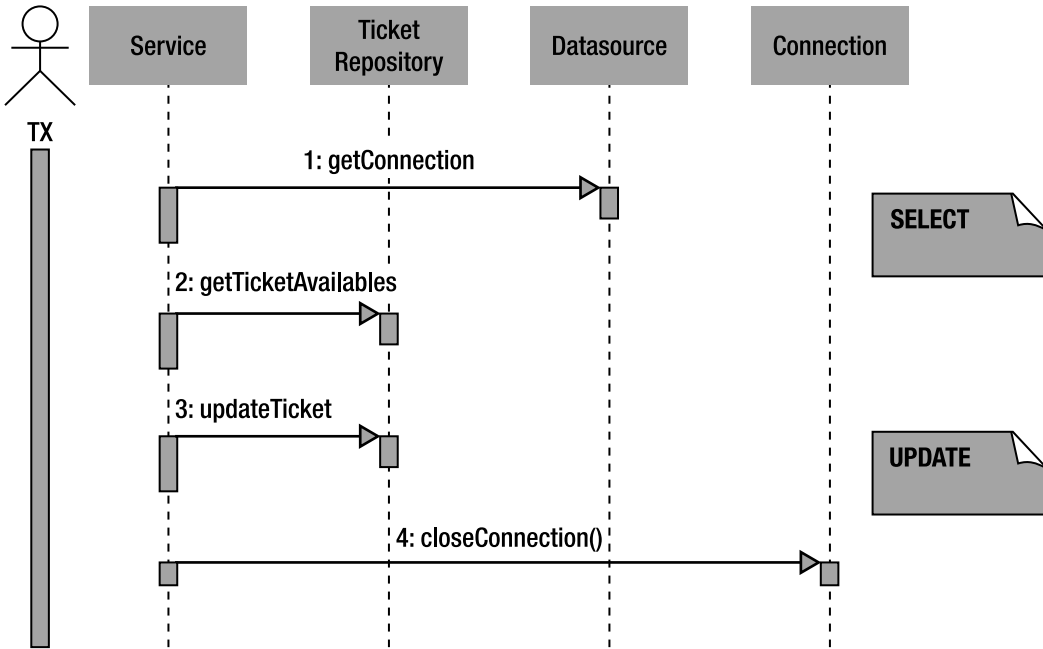 Service
Ticket
Repository
Datasource
Connection
TX
1: getConnection
SELECT
2: getTicketAvailables
3: updateTicket
UPDATE
4: closeConnection()